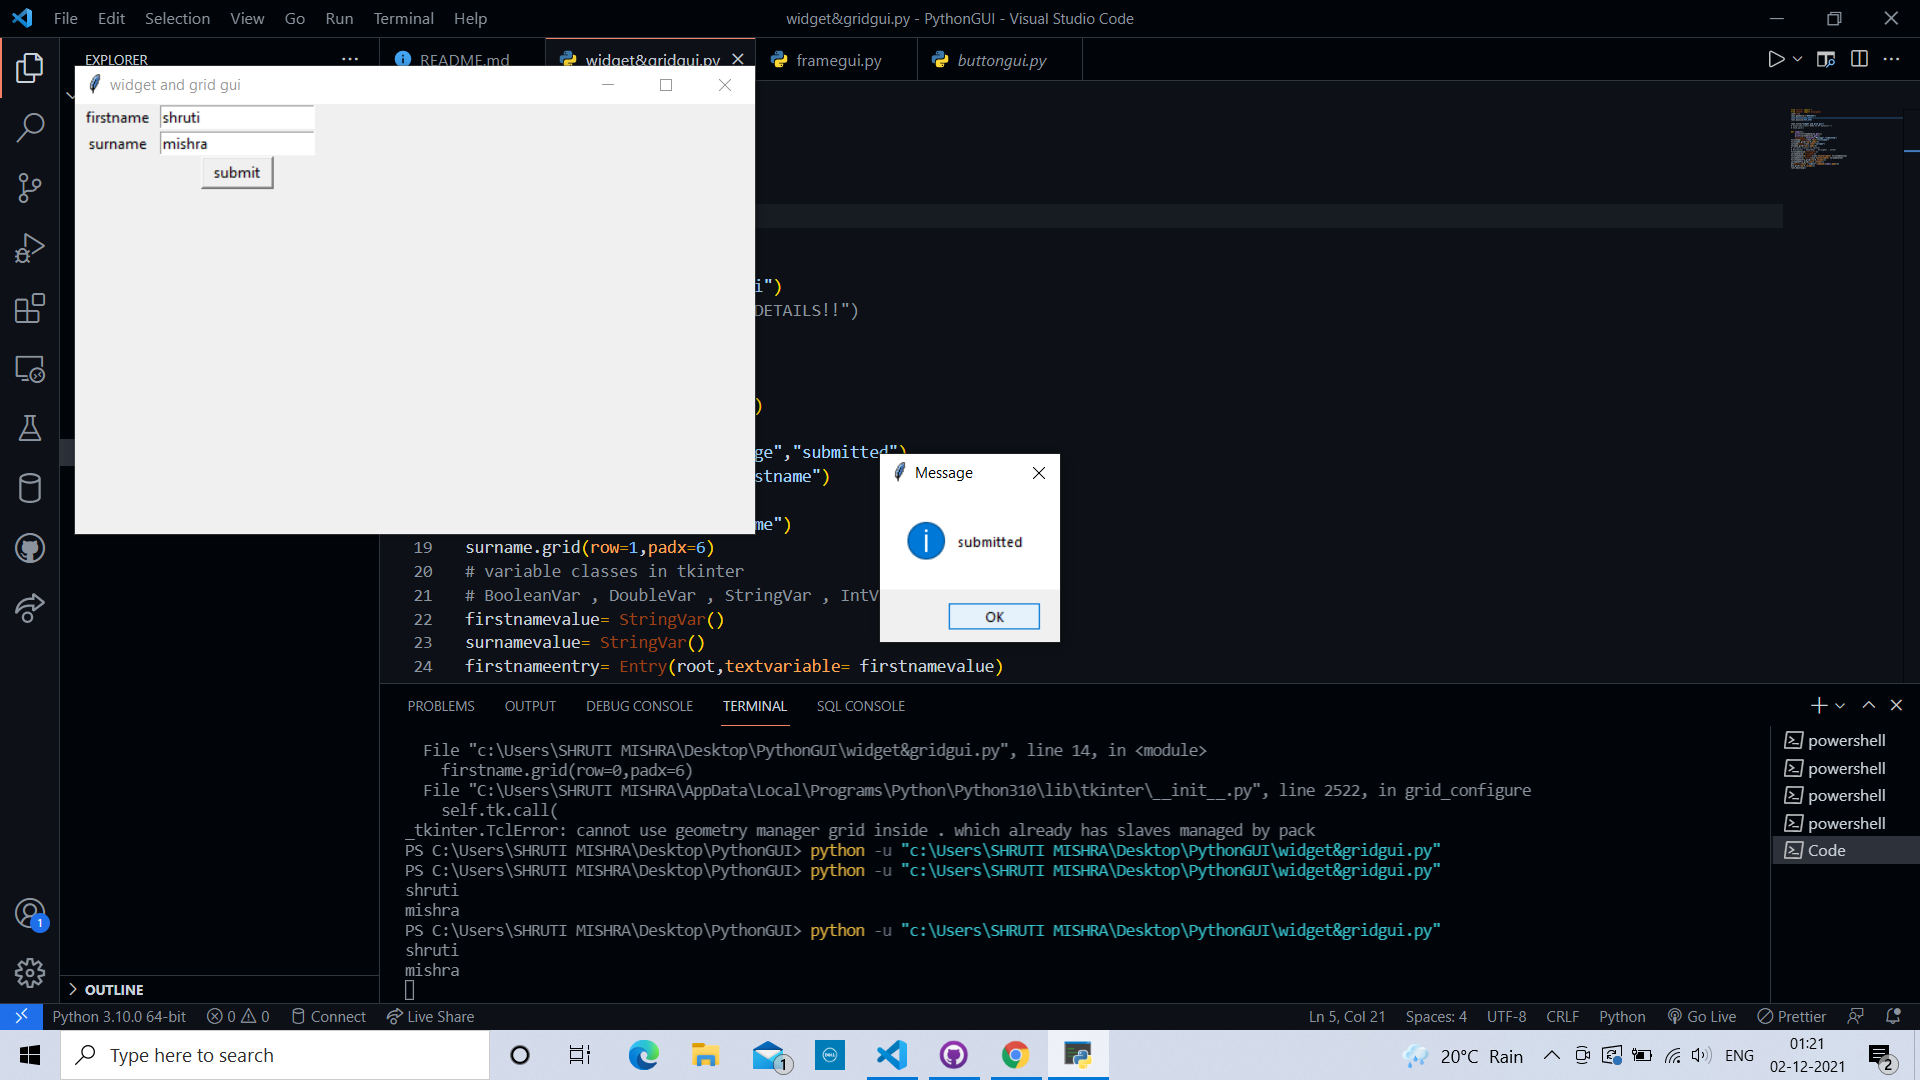 File Edit Selection View Go Run Terminal Help
widget&gridgui.py - PythonGUI - Visual Studio Code
EXPLORER
README.md
widget&gridgui.py
framegui.py
buttongui.py
widget and grid gui
firstname shruti
surname mishra
submit
i")
DETAILS!!")
)
ge","submitted")
stname")
me")
19 surname.grid(row=1,padx=6)
20 # variable classes in tkinter
21 # BooleanVar , DoubleVar , StringVar , IntV
22 firstnamevalue= StringVar()
23 surnamevalue= StringVar()
24 firstnameentry= Entry(root,textvariable= firstnamevalue)
Message
submitted
OK
PROBLEMS OUTPUT DEBUG CONSOLE TERMINAL SQL CONSOLE
File "c:\Users\SHRUTI MISHRA\Desktop\PythonGUI\widget&gridgui.py", line 14, in <module>
firstname.grid(row=0,padx=6)
File "C:\Users\SHRUTI MISHRA\AppData\Local\Programs\Python\Python310\lib\tkinter\__init__.py", line 2522, in grid_configure
self.tk.call(
_tkinter.TclError: cannot use geometry manager grid inside . which already has slaves managed by pack
PS C:\Users\SHRUTI MISHRA\Desktop\PythonGUI> python -u "c:\Users\SHRUTI MISHRA\Desktop\PythonGUI\widget&gridgui.py"
PS C:\Users\SHRUTI MISHRA\Desktop\PythonGUI> python -u "c:\Users\SHRUTI MISHRA\Desktop\PythonGUI\widget&gridgui.py"
shruti
mishra
PS C:\Users\SHRUTI MISHRA\Desktop\PythonGUI> python -u "c:\Users\SHRUTI MISHRA\Desktop\PythonGUI\widget&gridgui.py"
shruti
mishra
powershell
powershell
powershell
powershell
Code
1
OUTLINE
Python 3.10.0 64-bit 0 0 Connect Live Share
Ln 5, Col 21 Spaces: 4 UTF-8 CRLF Python Go Live Prettier
Type here to search
1
DELL
20°C Rain
ENG
01:21
02-12-2021
2